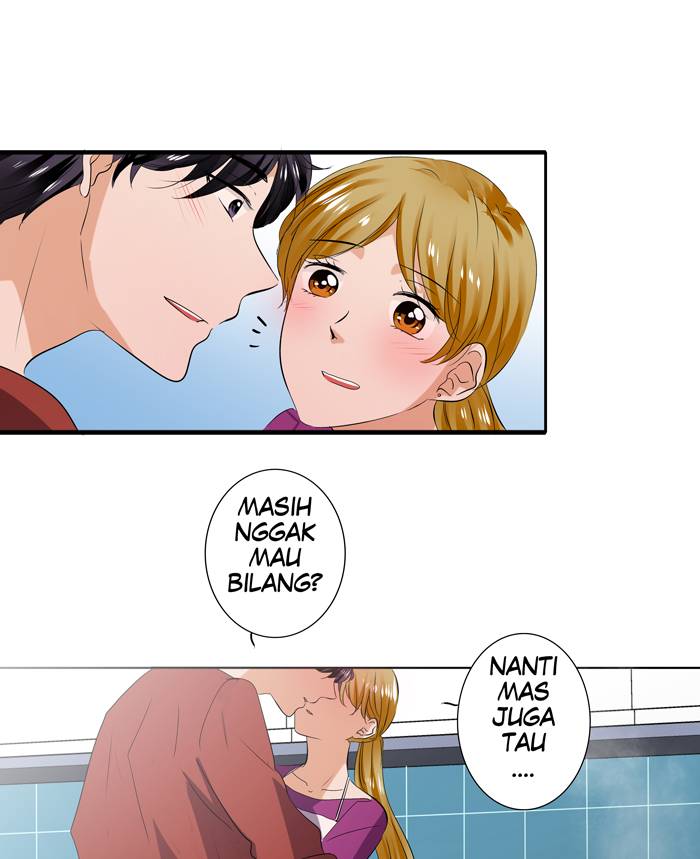 MASIH
NGGAK
MAU
BILANG?
NANTI
MAS
JUGA
TAU
....